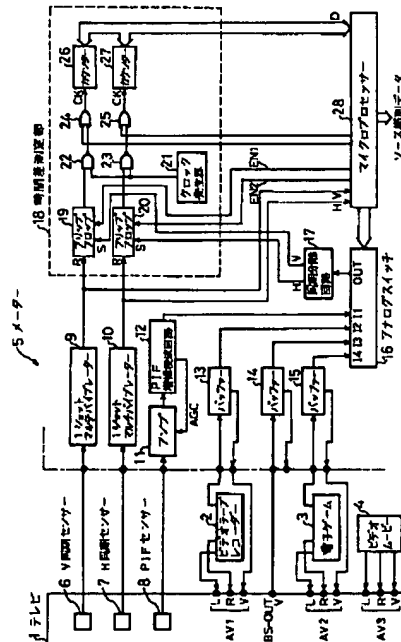 5 メーター
18 時間差測定部
26
カウンター
27
カウンター
CK
CK
24
25
22
23
21
クロック発生器
19
フリップフロップ
20
フリップフロップ
R
R
S
S
EN1
EN2
H V
D
28
マイクロプロセッサー
ソース判別データ
17
同期分離回路
H
V
OUT
14 13 12 11
16 アナログスイッチ
9
1ショットマルチバイブレーター
10
1ショットマルチバイブレーター
11
アンプ
12
PIF増幅検波回路
AGC
13
バッファー
14
バッファー
15
バッファー
1 テレビ
6 V同期センサー
7 H同期センサー
8 PIFセンサー
2
ビデオテープレコーダー
3
電子ゲーム
4
ビデオムービー
L
R
V
AV1
BS-OUT
V
L
R
V
AV2
L
R
V
AV3